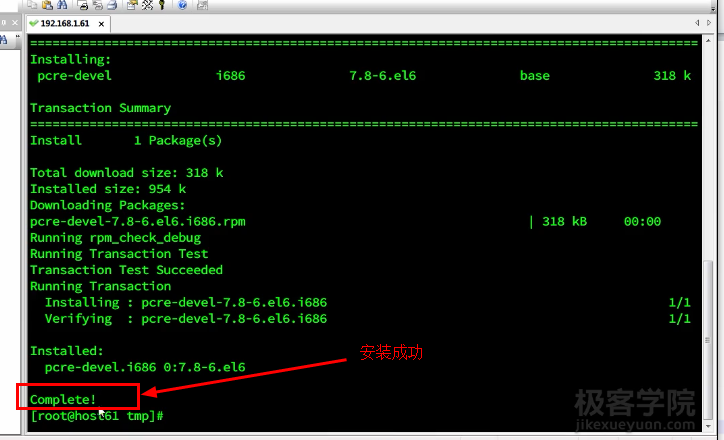 192.168.1.61
================================================================================
Installing:
pcre-devel i686 7.8-6.el6 base 318 k
Transaction Summary
================================================================================
Install 1 Package(s)
Total download size: 318 k
Installed size: 954 k
Downloading Packages:
pcre-devel-7.8-6.el6.i686.rpm | 318 kB 00:00
Running rpm_check_debug
Running Transaction Test
Transaction Test Succeeded
Running Transaction
Installing : pcre-devel-7.8-6.el6.i686 1/1
Verifying : pcre-devel-7.8-6.el6.i686 1/1
Installed:
pcre-devel.i686 0:7.8-6.el6
安装成功
Complete!
[root@host61 tmp]#
极客学院
jikexueyuan.com